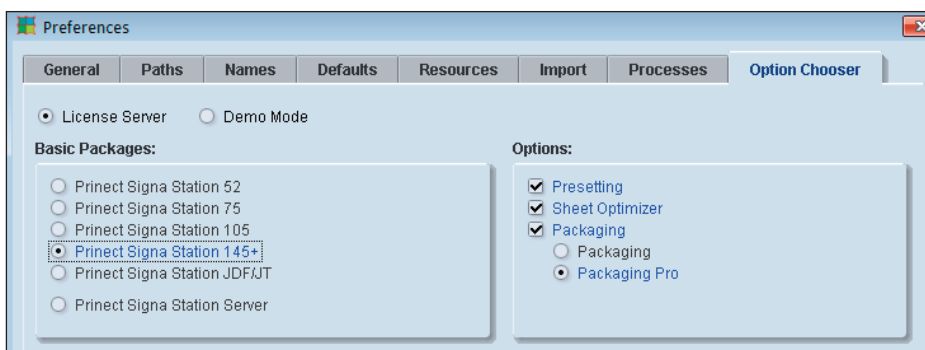 Preferences
General Paths Names Defaults Resources Import Processes Option Chooser
License Server Demo Mode
Basic Packages:
Prinect Signa Station 52
Prinect Signa Station 75
Prinect Signa Station 105
Prinect Signa Station 145+
Prinect Signa Station JDF/JT
Prinect Signa Station Server
Options:
Presetting
Sheet Optimizer
Packaging
Packaging
Packaging Pro